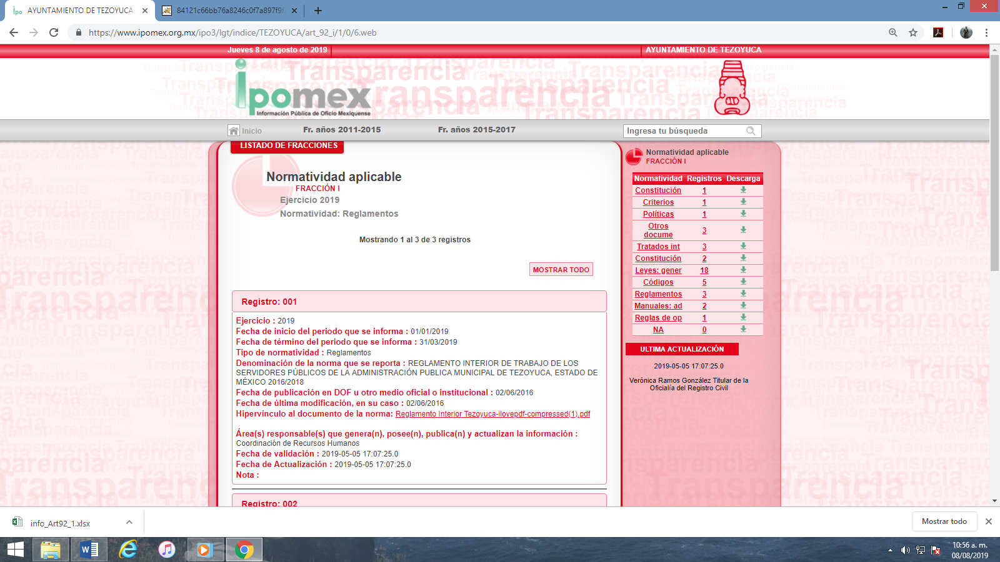 ipo AYUNTAMIENTO DE TEZOYUCA
84121c66bb76a8246c0f7a897f9f
https://www.ipomex.org.mx/ipo3/lgt/indice/TEZOYUCA/art_92_i/1/0/6.web
Jueves 8 de agosto de 2019
AYUNTAMIENTO DE TEZOYUCA
Transparencia
ipomex
Información Pública de Oficio Mexiquense
Inicio
Fr. años 2011-2015
Fr. años 2015-2017
Ingresa tu búsqueda
LISTADO DE FRACCIONES
Normatividad aplicable
FRACCIÓN I
Ejercicio 2019
Normatividad: Reglamentos
Mostrando 1 al 3 de 3 registros
MOSTRAR TODO
Registro: 001
Ejercicio : 2019
Fecha de inicio del periodo que se informa : 01/01/2019
Fecha de término del periodo que se informa : 31/03/2019
Tipo de normatividad : Reglamentos
Denominación de la norma que se reporta : REGLAMENTO INTERIOR DE TRABAJO DE LOS
SERVIDORES PÚBLICOS DE LA ADMINISTRACIÓN PUBLICA MUNICIPAL DE TEZOYUCA, ESTADO DE
MÉXICO 2016/2018
Fecha de publicación en DOF u otro medio oficial o institucional : 02/06/2016
Fecha de última modificación, en su caso : 02/06/2016
Hipervínculo al documento de la norma: Reglamento Interior Tezoyuca-ilovepdf-compressed(1).pdf
Área(s) responsable(s) que genera(n), posee(n), publica(n) y actualizan la información :
Coordinación de Recursos Humanos
Fecha de validación : 2019-05-05 17:07:25.0
Fecha de Actualización : 2019-05-05 17:07:25.0
Nota :
Registro: 002
Normatividad aplicable
FRACCIÓN I
Normatividad Registros Descarga
Constitución 1
Criterios 1
Políticas 1
Otros
docume 3
Tratados int 3
Constitución 2
Leyes: gener 18
Códigos 5
Reglamentos 3
Manuales: ad 2
Reglas de op 1
NA 0
ULTIMA ACTUALIZACIÓN
2019-05-05 17:07:25.0
Verónica Ramos González Titular de la
Oficialía del Registro Civil
info_Art92_1.xlsx
Mostrar todo
10:56 a. m.
08/08/2019